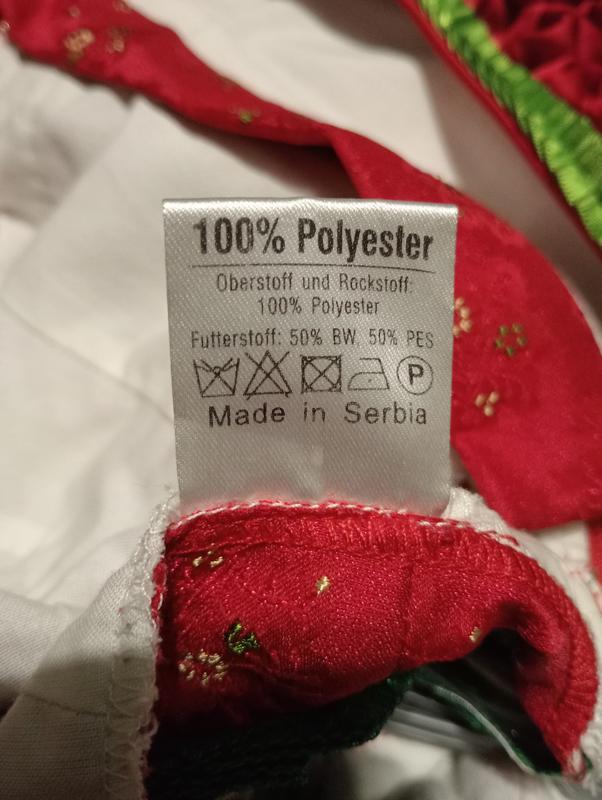 100% Polyester
Oberstoff und Rockstoff:
100% Polyester
Futterstoff: 50% BW, 50% PES
P
Made in Serbia